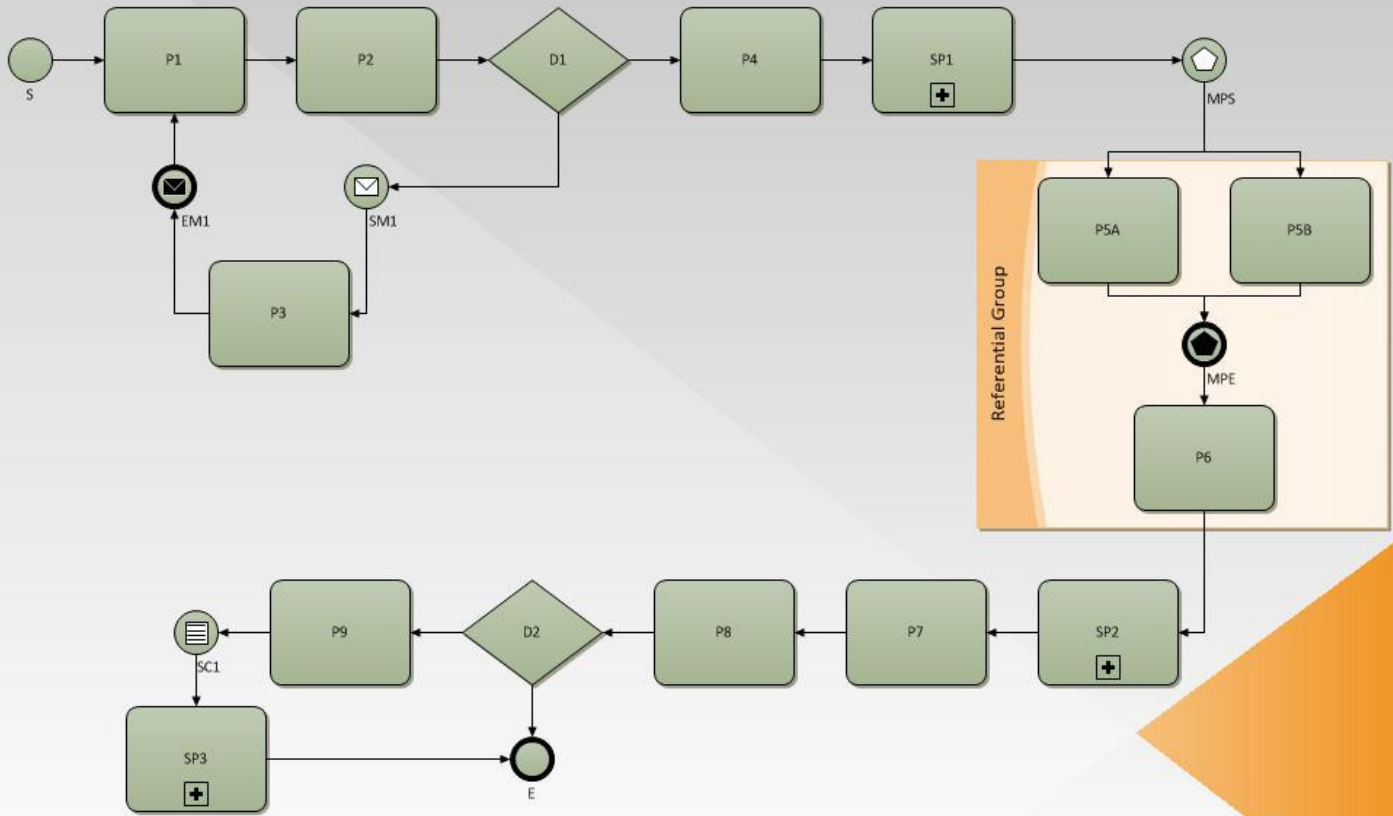 P1
P2
D1
P4
SP1
S
MPS
EM1
SM1
P5A
P5B
P3
Referential Group
MPE
P6
P9
D2
P8
P7
SP2
SC1
SP3
E